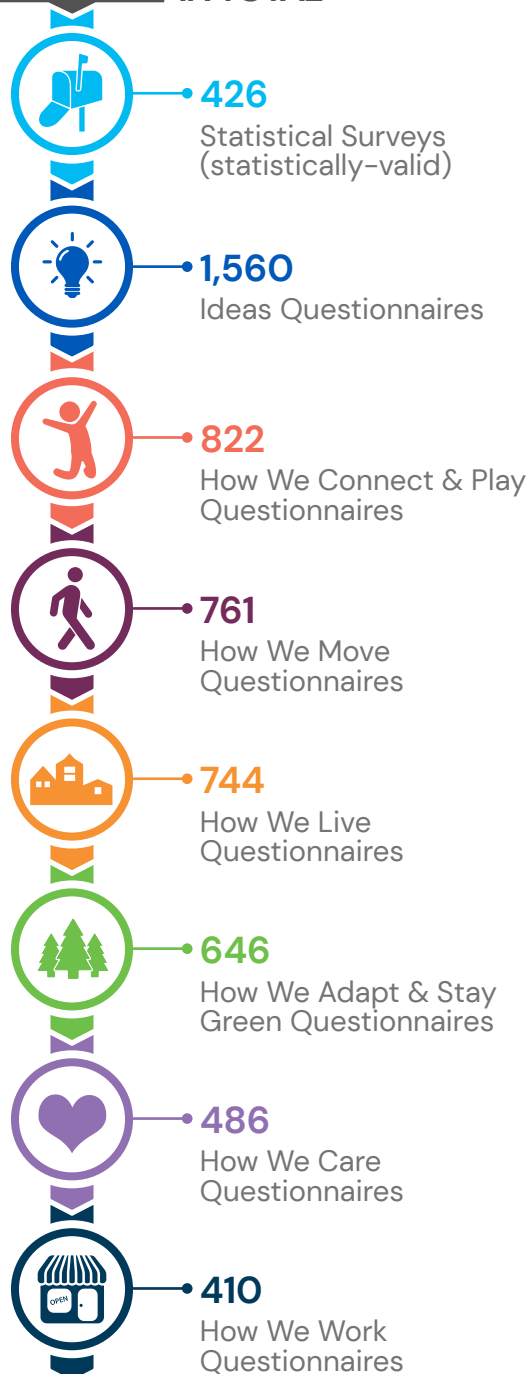 426
Statistical Surveys
(statistically-valid)
1,560
Ideas Questionnaires
822
How We Connect & Play
Questionnaires
761
How We Move
Questionnaires
744
How We Live
Questionnaires
646
How We Adapt & Stay
Green Questionnaires
486
How We Care
Questionnaires
OPEN
410
How We Work
Questionnaires